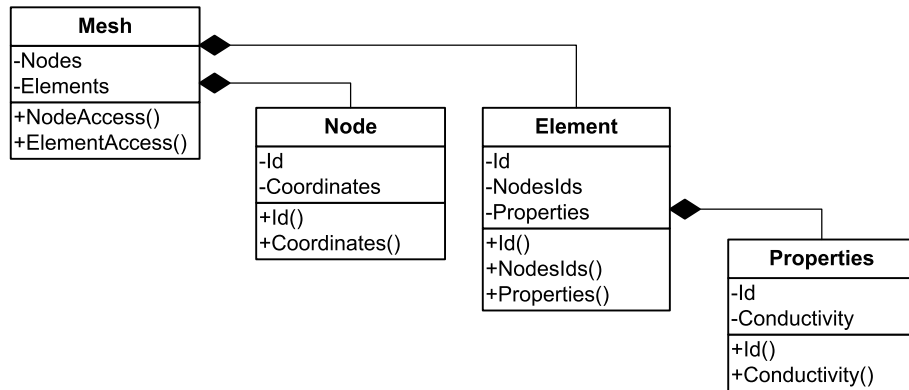 Mesh
-Nodes
-Elements
+NodeAccess()
+ElementAccess()
Node
-Id
-Coordinates
+Id()
+Coordinates()
Element
-Id
-NodesIds
-Properties
+Id()
+NodesIds()
+Properties()
Properties
-Id
-Conductivity
+Id()
+Conductivity()